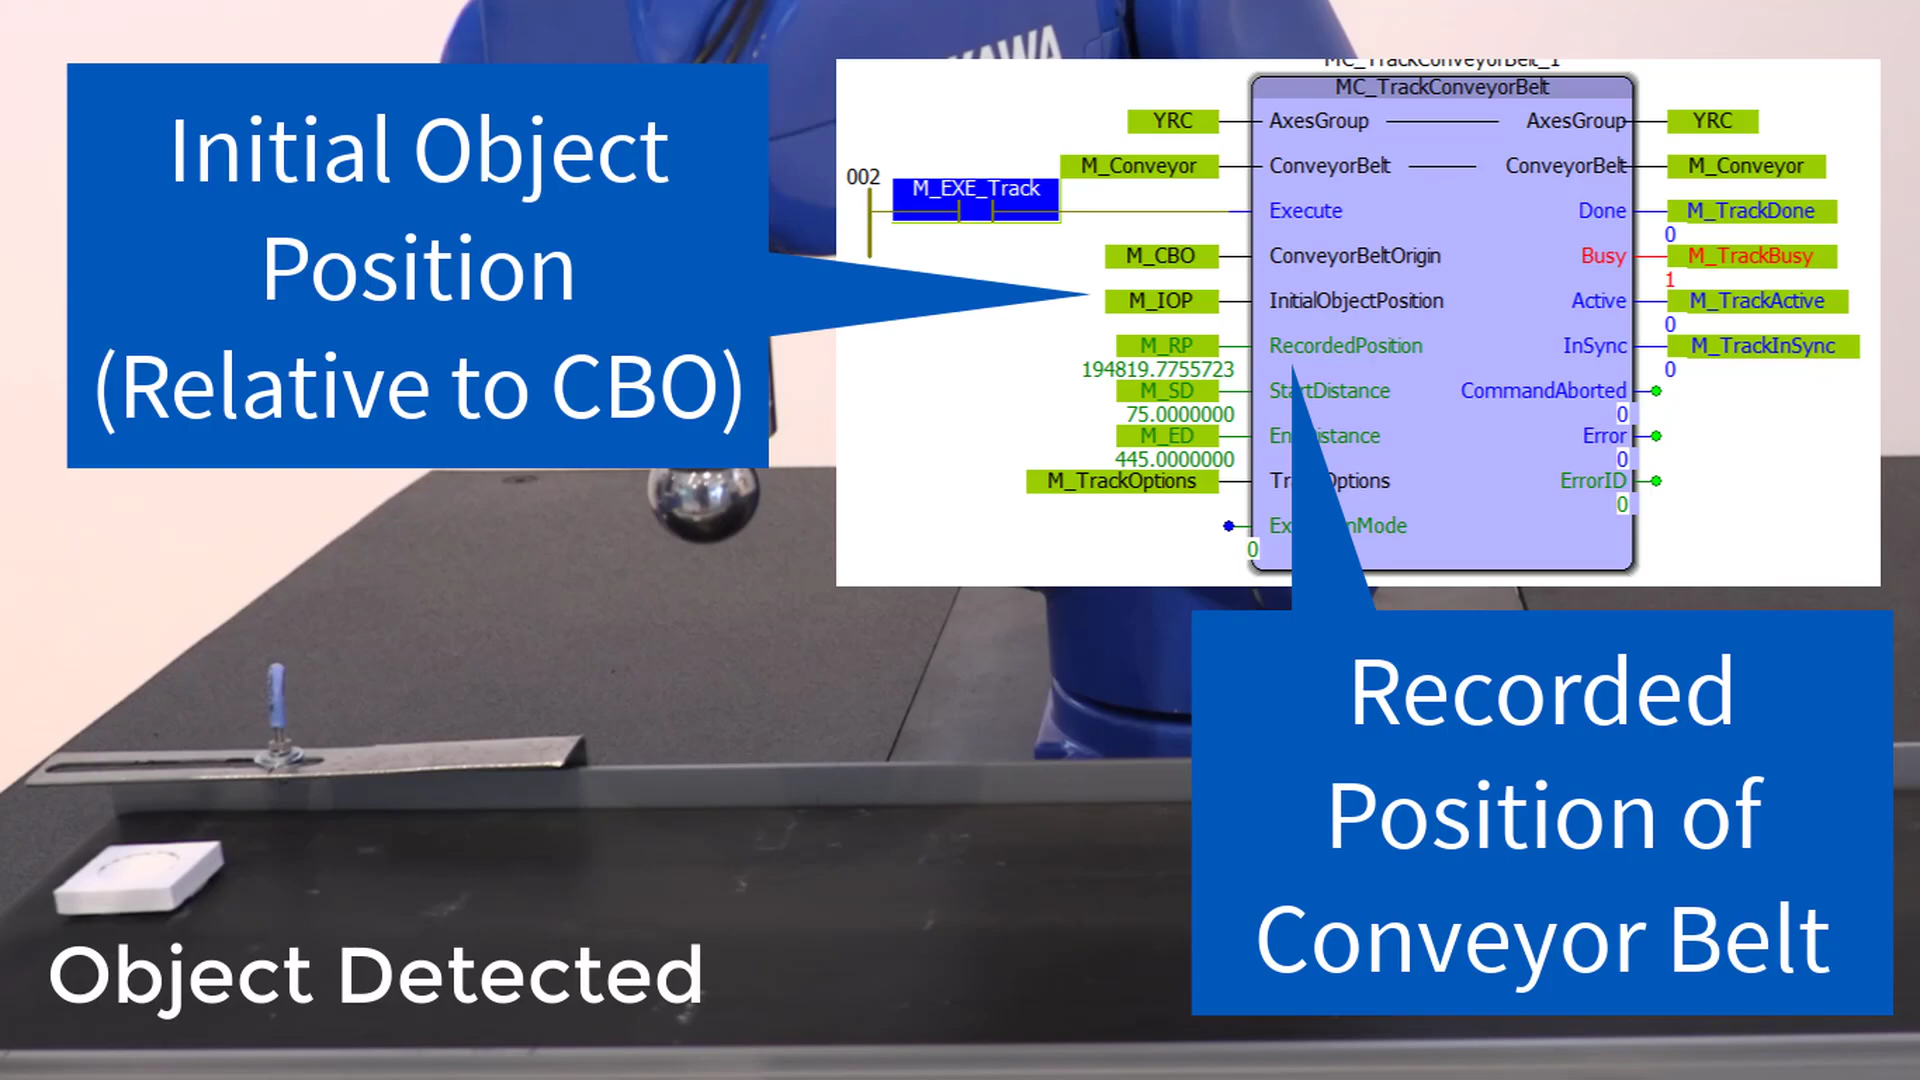 Initial Object
Position
(Relative to CBO)
MC_TrackConveyorBelt_1
MC_TrackConveyorBelt
YRC AxesGroup AxesGroup YRC
M_Conveyor ConveyorBelt ConveyorBelt M_Conveyor
002
M_EXE_Track Execute Done M_TrackDone
0
M_CBO ConveyorBeltOrigin Busy M_TrackBusy
1
M_IOP InitialObjectPosition Active M_TrackActive
0
M_RP RecordedPosition InSync M_TrackInSync
194819.7755723 0
M_SD StartDistance CommandAborted
75.0000000 0
M_ED Error
445.0000000 0
M_TrackOptions ErrorID
0
0
Recorded
Position of
Conveyor Belt
Object Detected